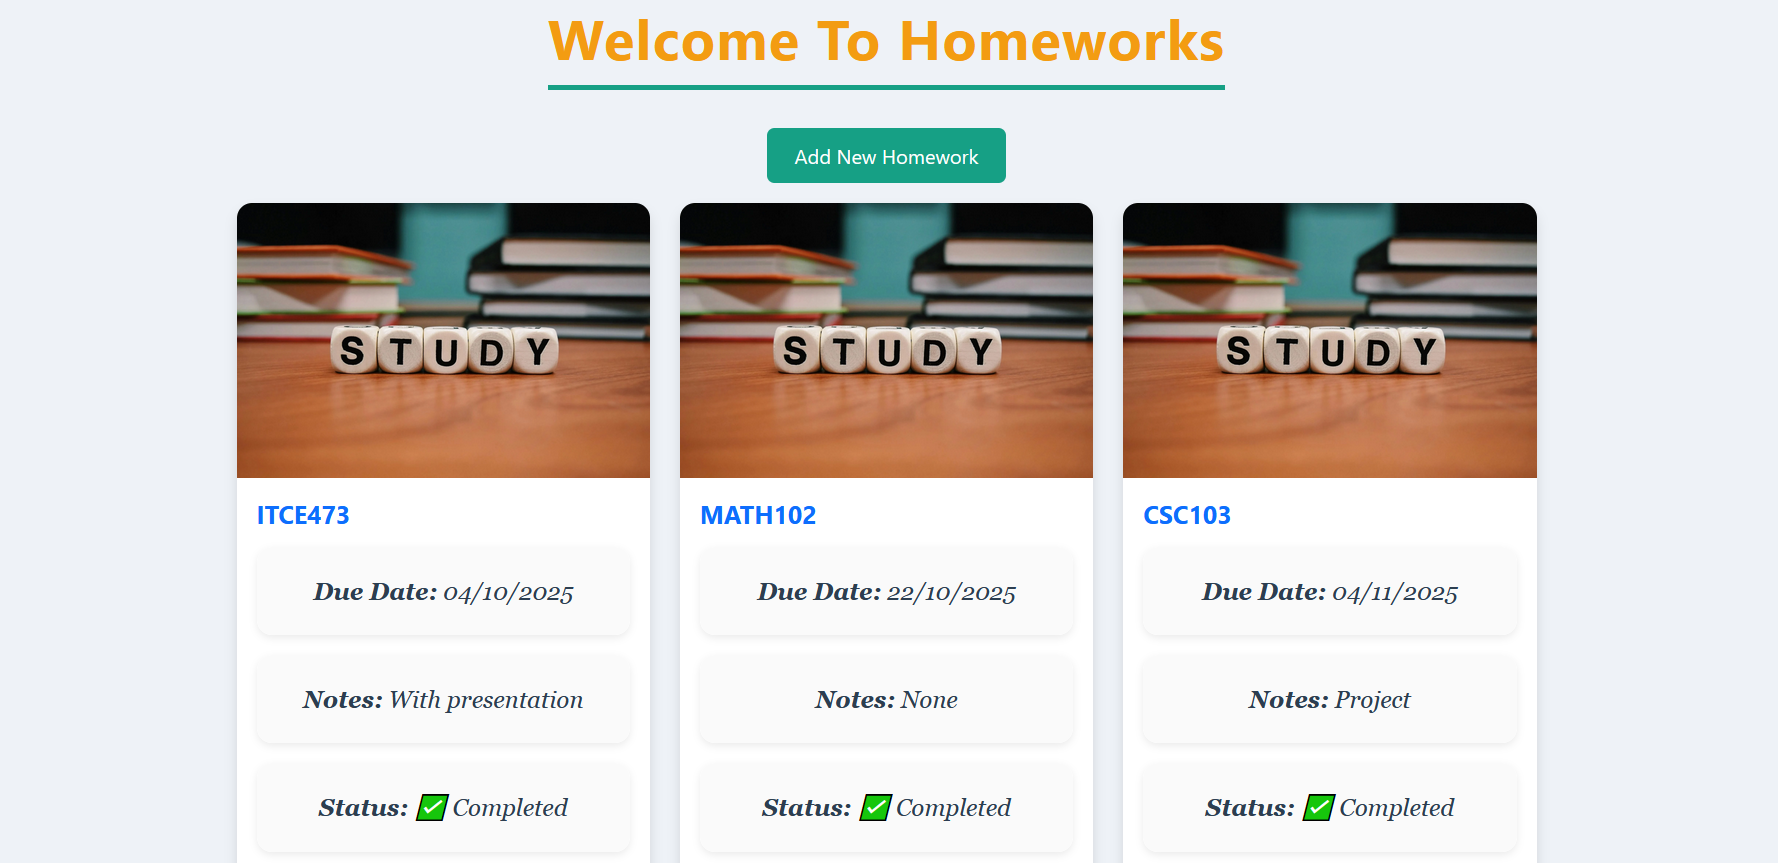 Welcome To Homeworks
Add New Homework
STUDY
STUDY
STUDY
ITCE473
Due Date: 04/10/2025
Notes: With presentation
Status: ✅ Completed
MATH102
Due Date: 22/10/2025
Notes: None
Status: ✅ Completed
CSC103
Due Date: 04/11/2025
Notes: Project
Status: ✅ Completed